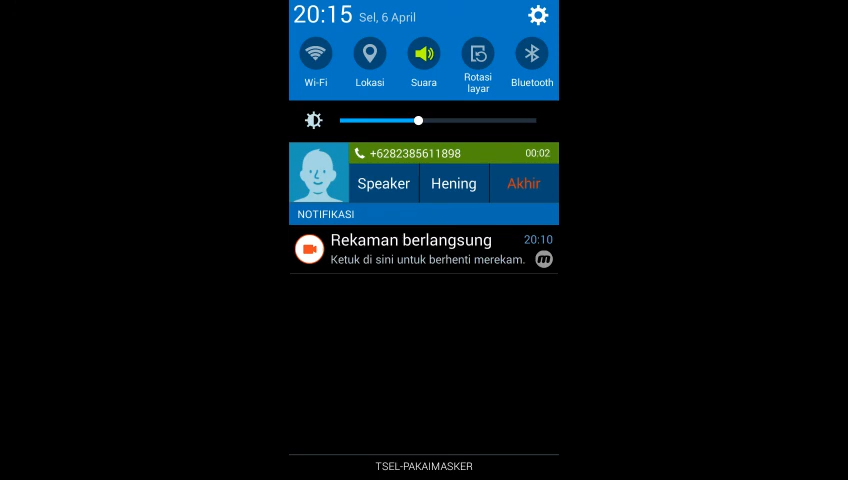 20:15 Sel, 6 April
Wi-Fi Lokasi Suara Rotasi layar Bluetooth
+6282385611898 00:02
Speaker Hening Akhir
NOTIFIKASI
Rekaman berlangsung 20:10
Ketuk di sini untuk berhenti merekam. m
TSEL-PAKAIMASKER